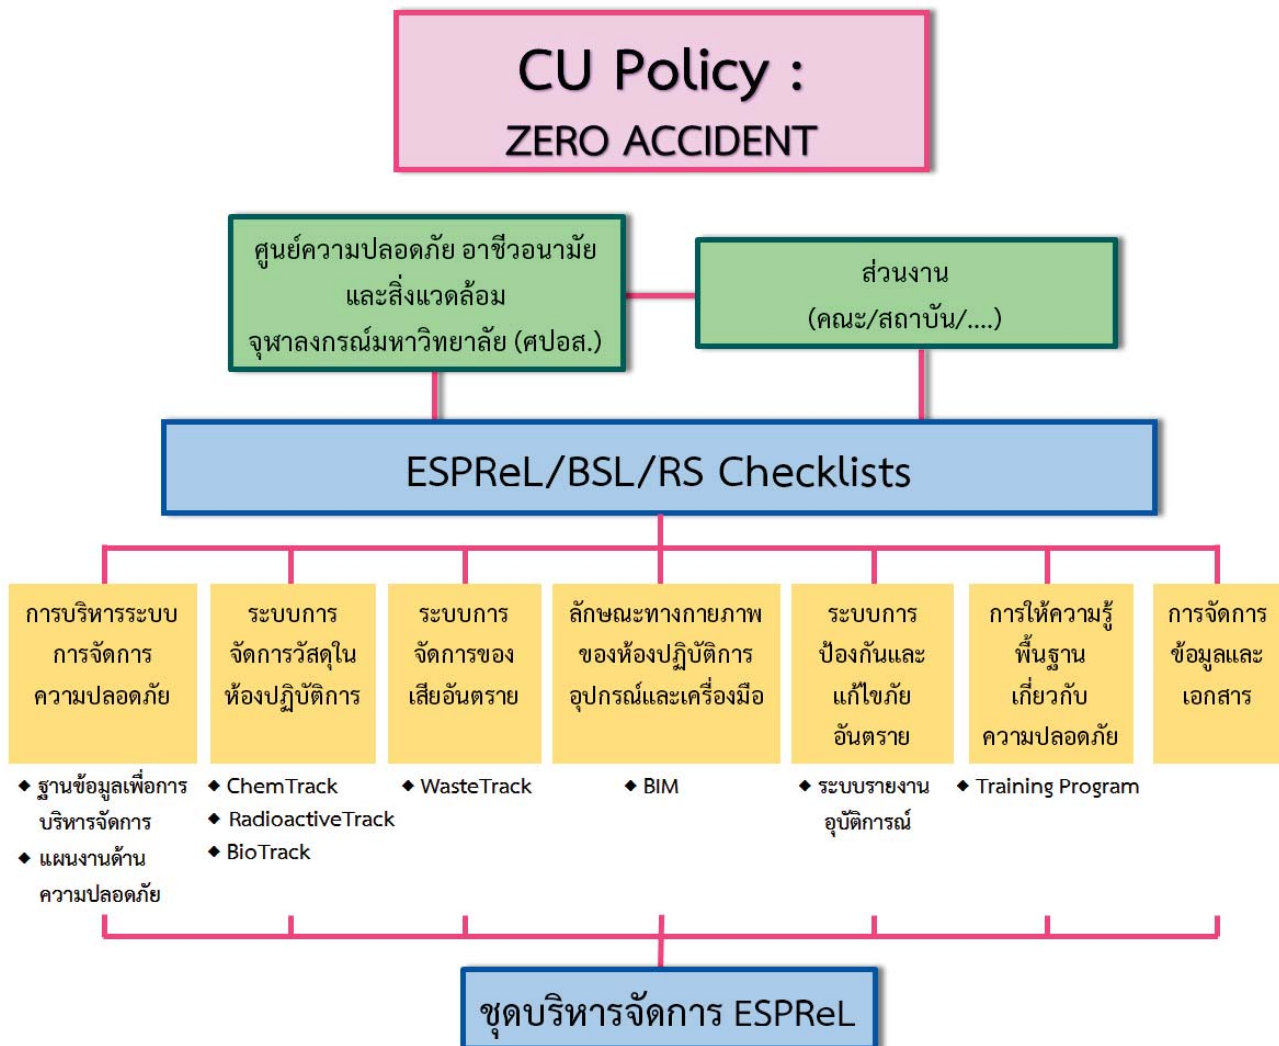 CU Policy :
ZERO ACCIDENT
ศูนย์ความปลอดภัย อาชีวอนามัย
และสิ่งแวดล้อม
จุฬาลงกรณ์มหาวิทยาลัย (ศปอส.)
ส่วนงาน
(คณะ/สถาบัน/....)
ESPReL/BSL/RS Checklists
การบริหารระบบ
การจัดการ
ความปลอดภัย
◆ ฐานข้อมูลเพื่อการ
บริหารจัดการ
◆ แผนงานด้าน
ความปลอดภัย
ระบบการ
จัดการวัสดุใน
ห้องปฏิบัติการ
◆ ChemTrack
◆ RadioactiveTrack
◆ BioTrack
ระบบการ
จัดการของ
เสียอันตราย
◆ WasteTrack
ลักษณะทางกายภาพ
ของห้องปฏิบัติการ
อุปกรณ์และเครื่องมือ
◆ BIM
ระบบการ
ป้องกันและ
แก้ไขภัย
อันตราย
◆ ระบบรายงาน
อุบัติการณ์
การให้ความรู้
พื้นฐาน
เกี่ยวกับ
ความปลอดภัย
◆ Training Program
การจัดการ
ข้อมูลและ
เอกสาร
ชุดบริหารจัดการ ESPReL